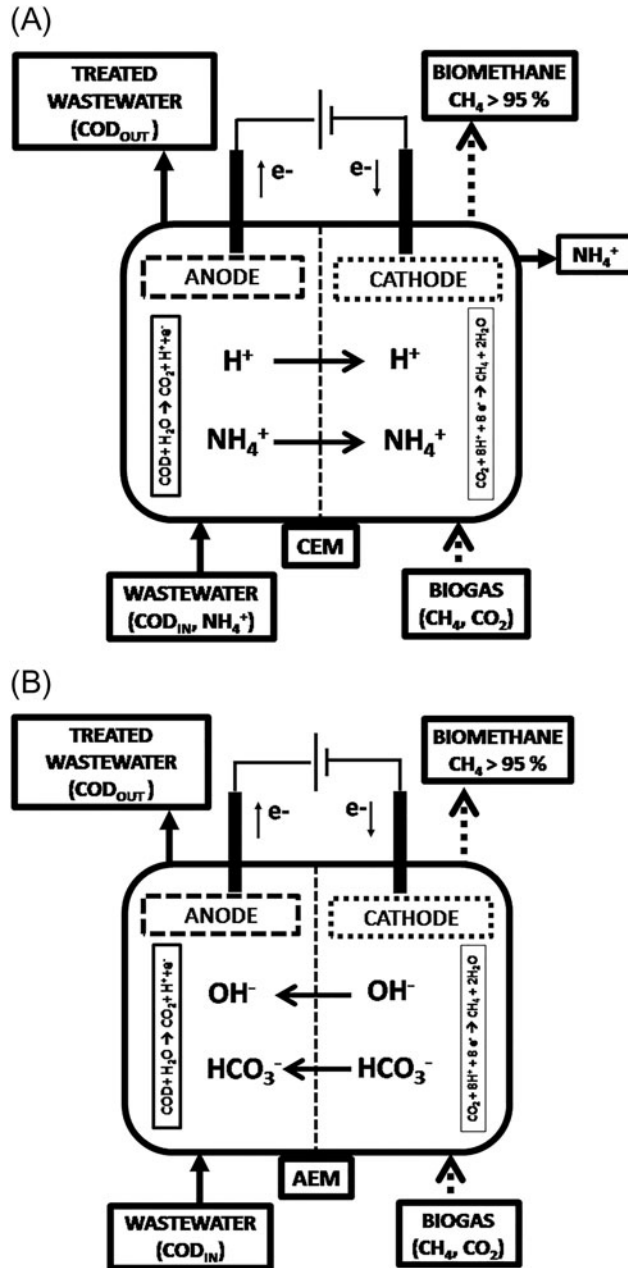 (A)
TREATED
WASTEWATER
(COD_OUT)
BIOMETHANE
CH₄ > 95 %
e-
e-
NH₄⁺
ANODE
CATHODE
COD + H₂O → CO₂ + H⁺ + e⁻
H⁺
H⁺
NH₄⁺
NH₄⁺
CO₂ + 8H⁺ + 8 e⁻ → CH₄ + 2H₂O
CEM
WASTEWATER
(COD_IN, NH₄⁺)
BIOGAS
(CH₄, CO₂)
(B)
TREATED
WASTEWATER
(COD_OUT)
BIOMETHANE
CH₄ > 95 %
e-
e-
ANODE
CATHODE
COD + H₂O → CO₂ + H⁺ + e⁻
OH⁻
OH⁻
HCO₃⁻
HCO₃⁻
CO₂ + 8H⁺ + 8 e⁻ → CH₄ + 2H₂O
AEM
WASTEWATER
(COD_IN)
BIOGAS
(CH₄, CO₂)